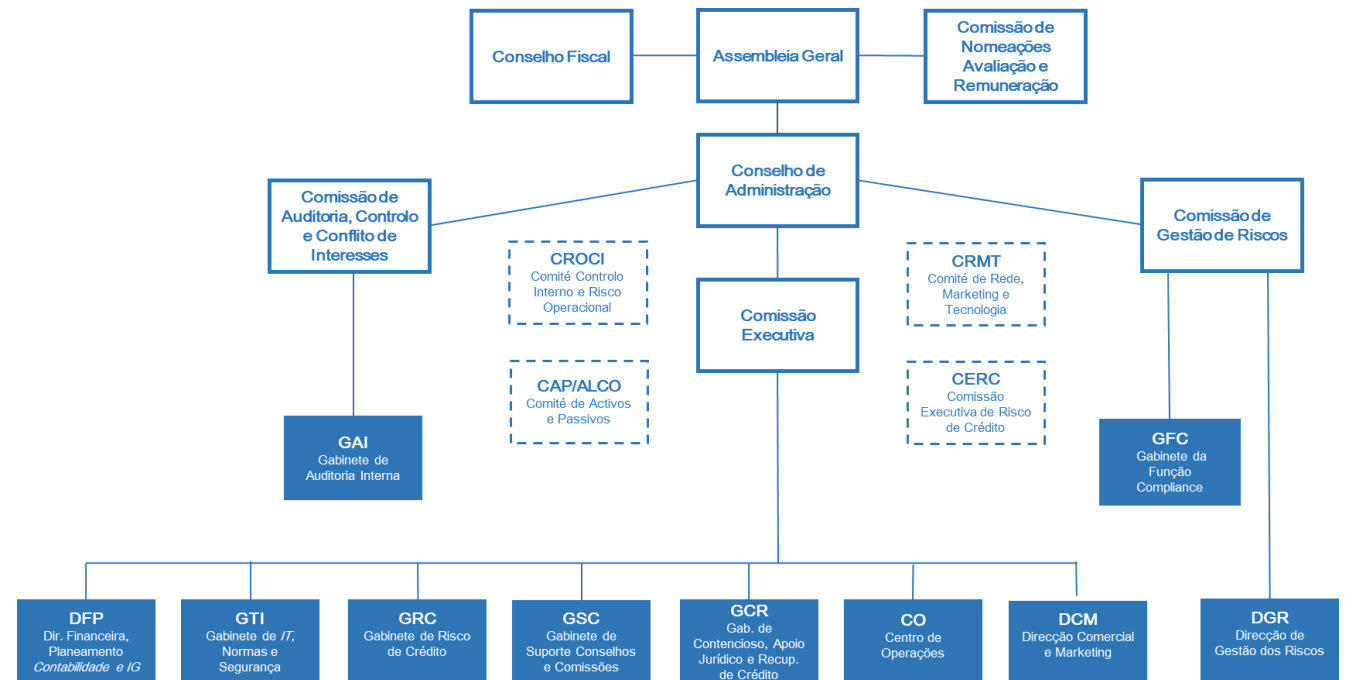 Conselho Fiscal
Assembleia Geral
Comissão de
Nomeações
Avaliação e
Remuneração
Conselho de
Administração
Comissão de
Auditoria, Controlo
e Conflito de
Interesses
Comissão de
Gestão de Riscos
CROCI
Comité Controlo
Interno e Risco
Operacional
CRMT
Comité de Rede,
Marketing e
Tecnologia
Comissão
Executiva
CAP/ALCO
Comité de Activos
e Passivos
CERC
Comissão
Executiva de Risco
de Crédito
GAI
Gabinete de
Auditoria Interna
GFC
Gabinete da
Função
Compliance
DFP
Dir. Financeira,
Planeamento
Contabilidade e IG
GTI
Gabinete de IT,
Normas e
Segurança
GRC
Gabinete de Risco
de Crédito
GSC
Gabinete de
Suporte Conselhos
e Comissões
GCR
Gab. de
Contencioso, Apoio
Jurídico e Recup.
de Crédito
CO
Centro de
Operações
DCM
Direcção Comercial
e Marketing
DGR
Direcção de
Gestão dos Riscos